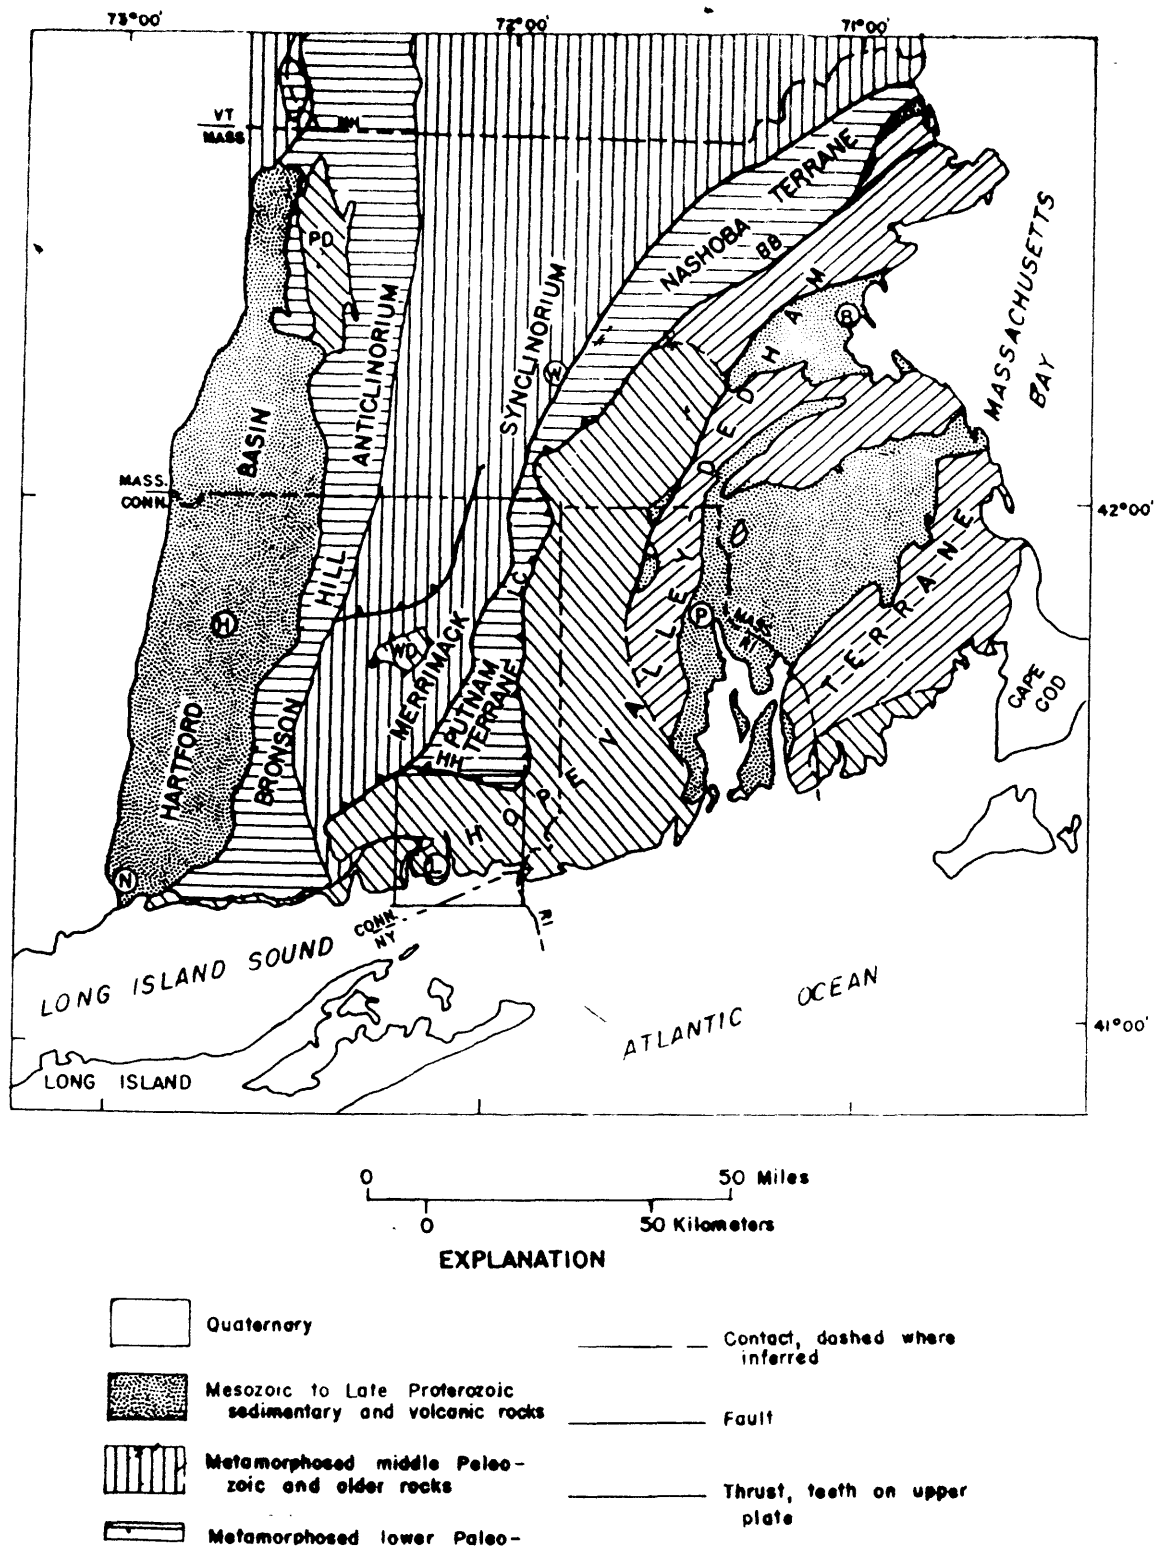 73°00'
72°00'
71°00'
VT
MASS
NH
NASHOBA TERRANE
BB
PD
MASSACHUSETTS
BAY
B
DEDHAM
SYNCLINORIUM
ANTICLINORIUM
BASIN
MASS.
CONN.
42°00'
HILL
LC
H
P
MASS
RI
WD
MERRIMACK
PUTNAM
TERRANE
HH
TERRANE
CAPE
COD
HARTFORD
BRONSON
HOPE VALLEY
N
L
CONN.
NY
RI
LONG ISLAND SOUND
ATLANTIC OCEAN
41°00'
LONG ISLAND
0 50 Miles
0 50 Kilometers
EXPLANATION
Quaternary
Mesozoic to Late Proterozoic
sedimentary and volcanic rocks
Metamorphosed middle Paleo-
zoic and older rocks
Metamorphosed lower Paleo-
Contact, dashed where
inferred
Fault
Thrust, teeth on upper
plate